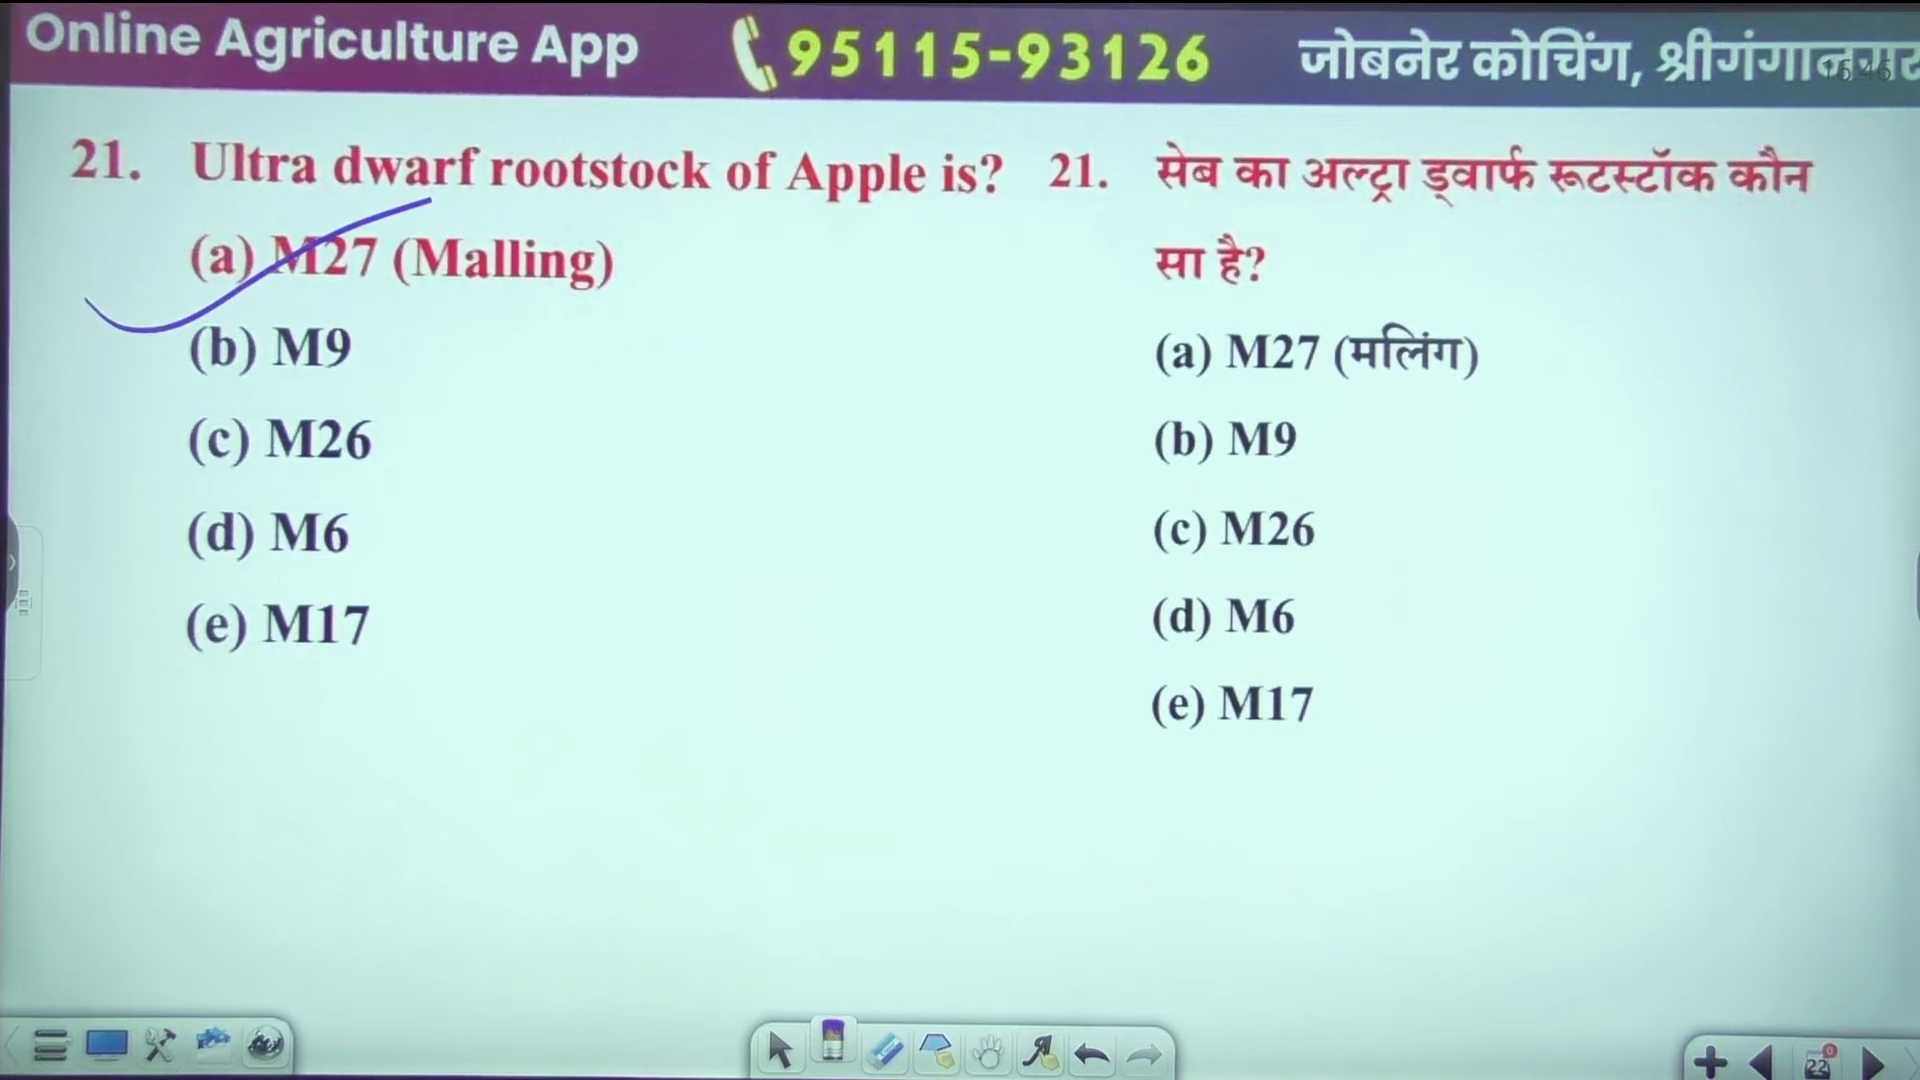 Online Agriculture App 95115-93126 जोबनेर कोचिंग, श्रीगंगानगर
21. Ultra dwarf rootstock of Apple is?
(a) M27 (Malling)
(b) M9
(c) M26
(d) M6
(e) M17
21. सेब का अल्ट्रा ड्वार्फ रूटस्टॉक कौन
सा है?
(a) M27 (मलिंग)
(b) M9
(c) M26
(d) M6
(e) M17
22